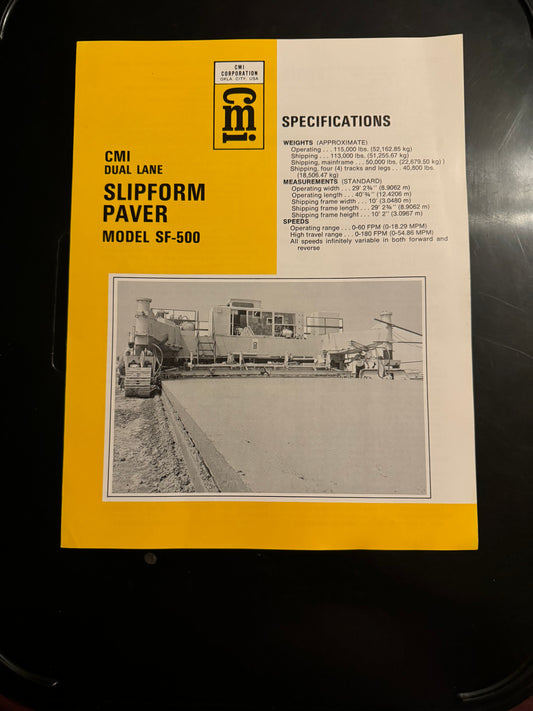 CMI
CORPORATION
OKLA. CITY, USA
cmi
CMI
DUAL LANE
SLIPFORM
PAVER
MODEL SF-500
SPECIFICATIONS
WEIGHTS (APPROXIMATE)
Operating . . . 115,000 lbs. (52,162.85 kg)
Shipping . . . 113,000 lbs. (51,255.67 kg)
Shipping, mainframe . . . 50,000 lbs. (22,679.50 kg) )
Shipping, four (4) tracks and legs . . . 40,800 lbs.
(18,506.47 kg)
MEASUREMENTS (STANDARD)
Operating width . . . 29' 2¾'' (8.9062 m)
Operating length . . . 40'¾'' (12.4206 m)
Shipping frame width . . . 10' (3.0480 m)
Shipping frame length . . . 29' 2¾'' (8.9062 m)
Shipping frame height . . . 10' 2'' (3.0967 m)
SPEEDS
Operating range . . . 0-60 FPM (0-18.29 MPM)
High travel range . . . 0-180 FPM (0-54.86 MPM)
All speeds infinitely variable in both forward and
reverse